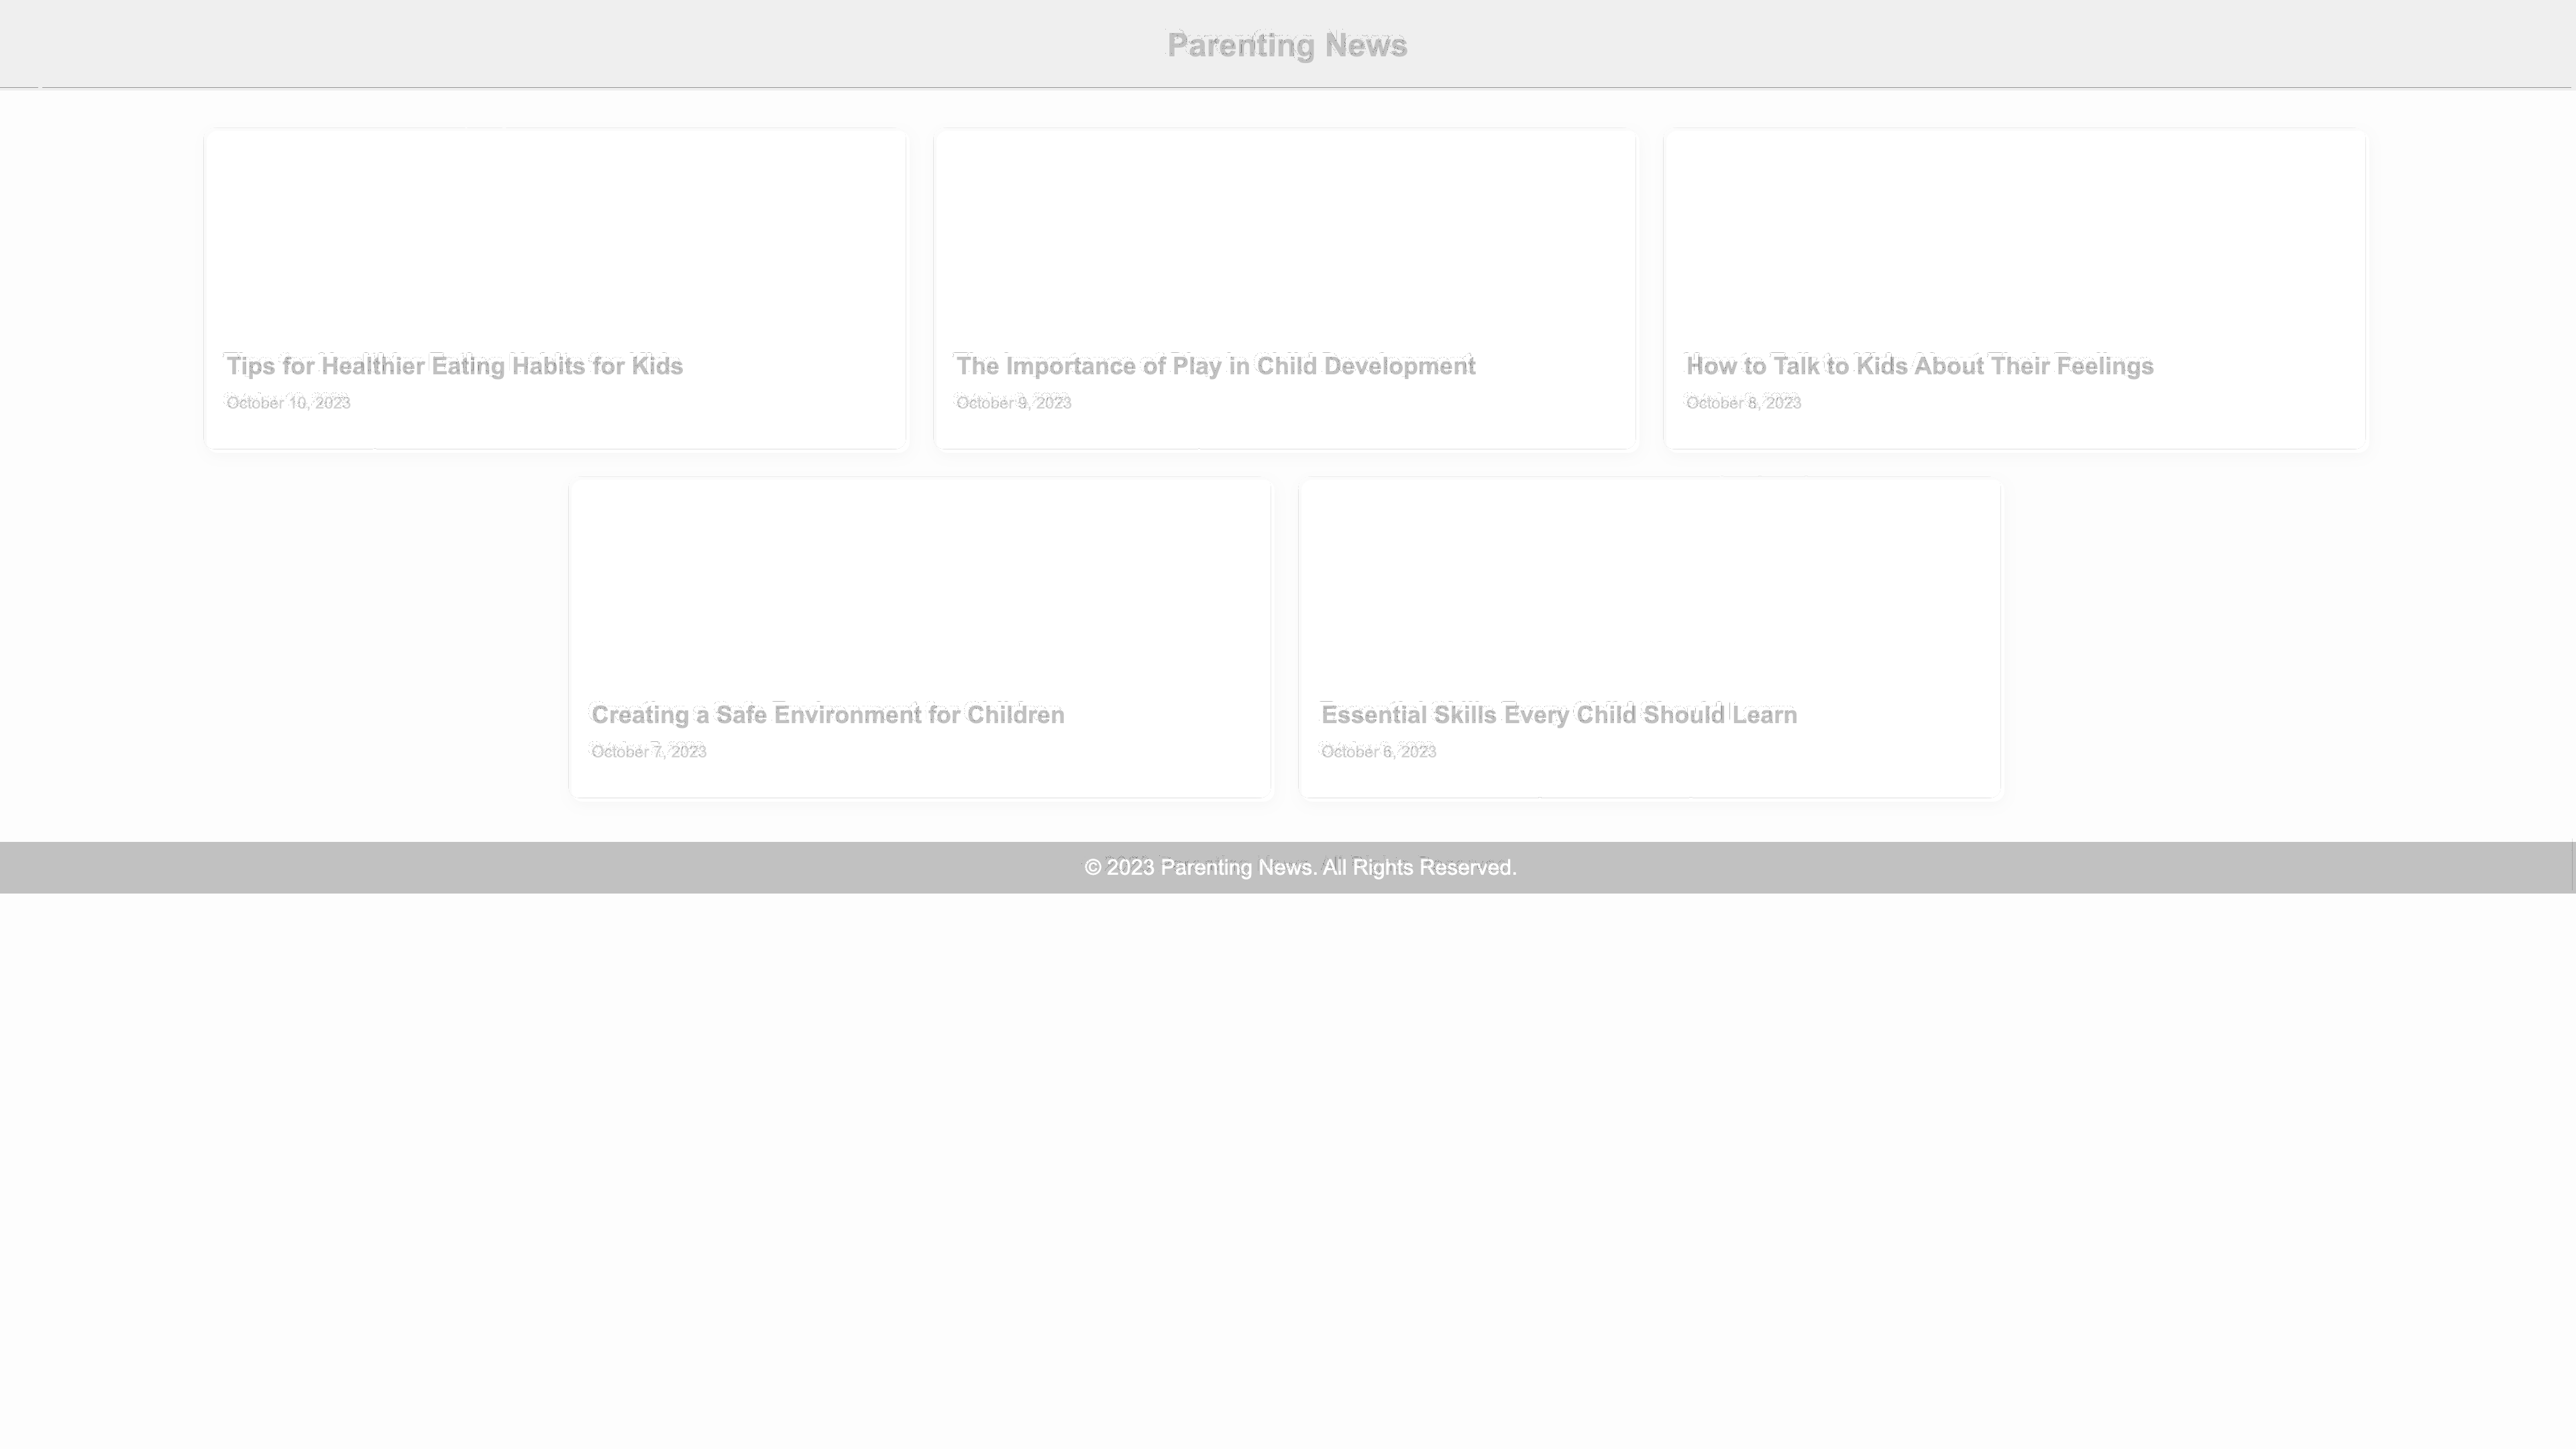 Parenting News
Tips for Healthier Eating Habits for Kids
October 10, 2023
The Importance of Play in Child Development
October 9, 2023
How to Talk to Kids About Their Feelings
October 8, 2023
Creating a Safe Environment for Children
October 7, 2023
Essential Skills Every Child Should Learn
October 6, 2023
© 2023 Parenting News. All Rights Reserved.